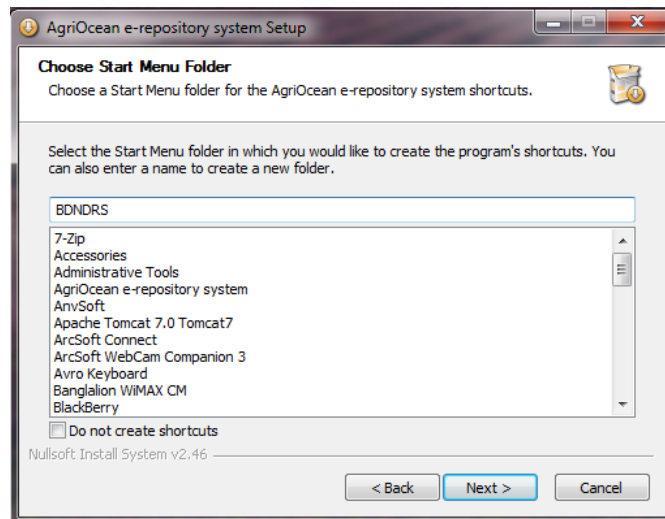 AgriOcean e-repository system Setup
Choose Start Menu Folder
Choose a Start Menu folder for the AgriOcean e-repository system shortcuts.
Select the Start Menu folder in which you would like to create the program's shortcuts. You
can also enter a name to create a new folder.
BDNDRS
7-Zip
Accessories
Administrative Tools
AgriOcean e-repository system
AnvSoft
Apache Tomcat 7.0 Tomcat7
ArcSoft Connect
ArcSoft WebCam Companion 3
Avro Keyboard
Banglalion WiMAX CM
BlackBerry
Do not create shortcuts
Nullsoft Install System v2.46
< Back Next > Cancel